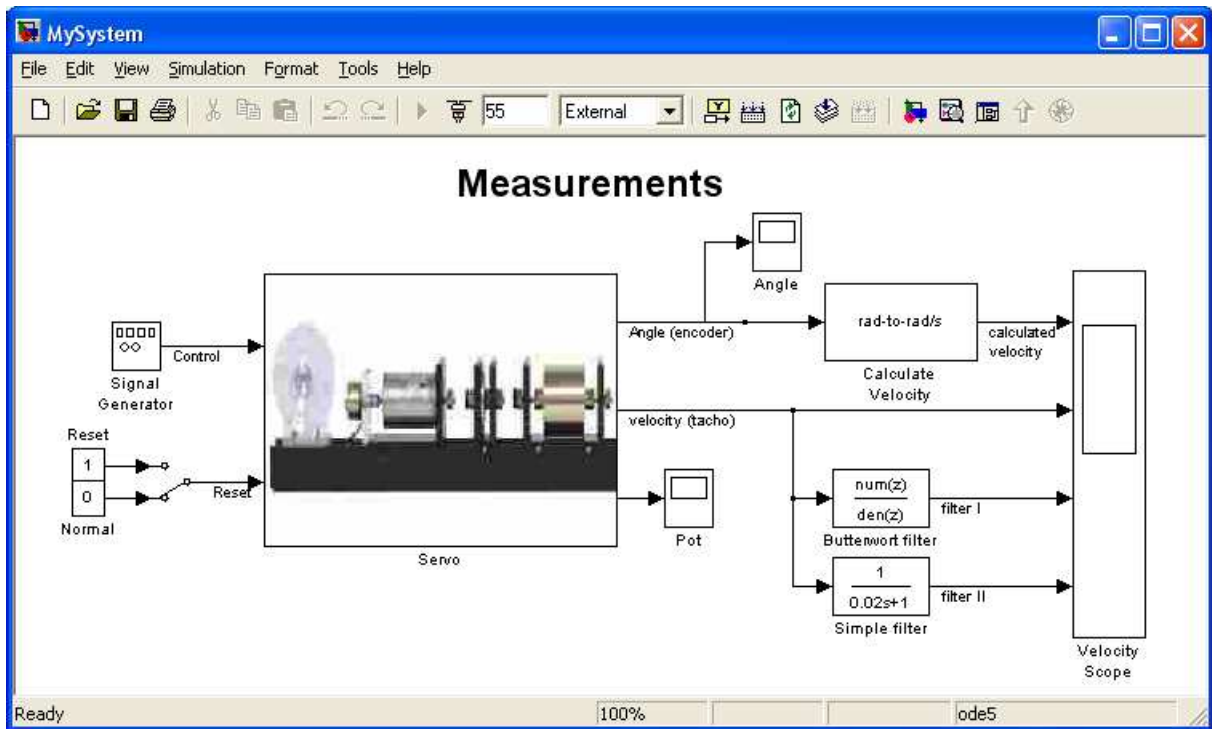 MySystem
File Edit View Simulation Format Tools Help
55 External
Measurements
Angle
Angle (encoder)
rad-to-rad/s
calculated
velocity
Calculate
Velocity
Control
Signal
Generator
velocity (tacho)
Reset
1
0
Reset
Normal
Servo
Pot
num(z)
den(z)
filter I
Butterwort filter
1
0.02s+1
filter II
Simple filter
Velocity
Scope
Ready 100% ode5